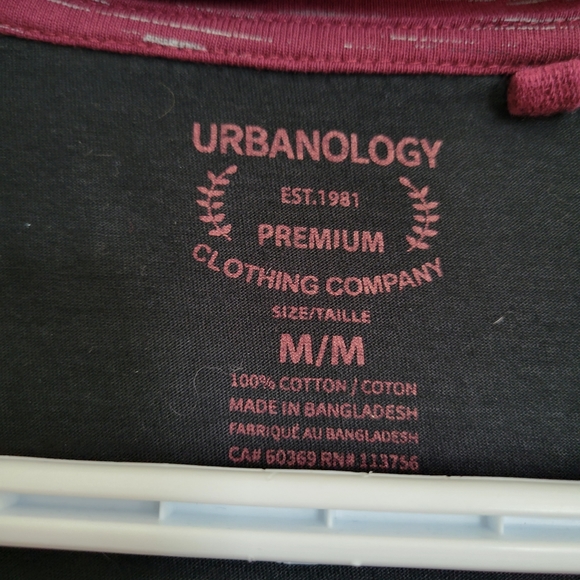 URBANOLOGY
EST.1981
PREMIUM
CLOTHING COMPANY
SIZE/TAILLE
M/M
100% COTTON / COTON
MADE IN BANGLADESH
FABRIQUÉ AU BANGLADESH
CA# 60369 RN# 113756